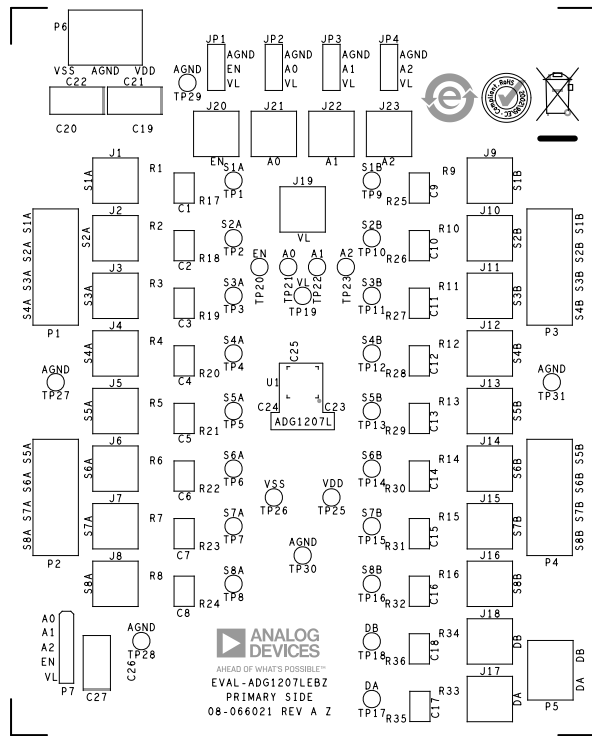 P6
VSS AGND VDD
C22 C21
C20 C19
AGND
TP29
JP1 JP2 JP3 JP4
AGND AGND AGND AGND
EN A0 A1 A2
VL VL VL VL
e
Compliant RoHS 2002/95/EC
J20 J21 J22 J23
EN A0 A1 A2
J1 S1A R1 C1 R17 S1A TP1
J19 VL
S1B TP9 R25 C9 R9 J9 S1B
J2 S2A R2 C2 R18 S2A TP2
S2B TP10 R26 C10 R10 J10 S2B
EN A0 A1 A2
TP20 TP21 TP22 TP23
VL
TP19
J3 S3A R3 C3 R19 S3A TP3
S3B TP11 R27 C11 R11 J11 S3B
S4A S3A S2A S1A
P1
S4B S3B S2B S1B
P3
J4 S4A R4 C4 R20 S4A TP4
C25
U1
C24 C23
ADG1207L
S4B TP12 R28 C12 R12 J12 S4B
AGND
TP27
AGND
TP31
J5 S5A R5 C5 R21 S5A TP5
S5B TP13 R29 C13 R13 J13 S5B
J6 S6A R6 C6 R22 S6A TP6
S6B TP14 R30 C14 R14 J14 S6B
VSS VDD
TP26 TP25
S8A S7A S6A S5A
P2
S8B S7B S6B S5B
P4
J7 S7A R7 C7 R23 S7A TP7
S7B TP15 R31 C15 R15 J15 S7B
AGND
TP30
J8 S8A R8 C8 R24 S8A TP8
S8B TP16 R32 C16 R16 J16 S8B
A0
A1
A2
EN
VL
P7
C27
C26
AGND
TP28
ANALOG
DEVICES
AHEAD OF WHAT'S POSSIBLE™
EVAL-ADG1207LEBZ
PRIMARY SIDE
08-066021 REV A Z
DB TP18 R36 C18 R34 J18 DB
DA TP17 R35 C17 R33 J17 DA
DA DB
P5